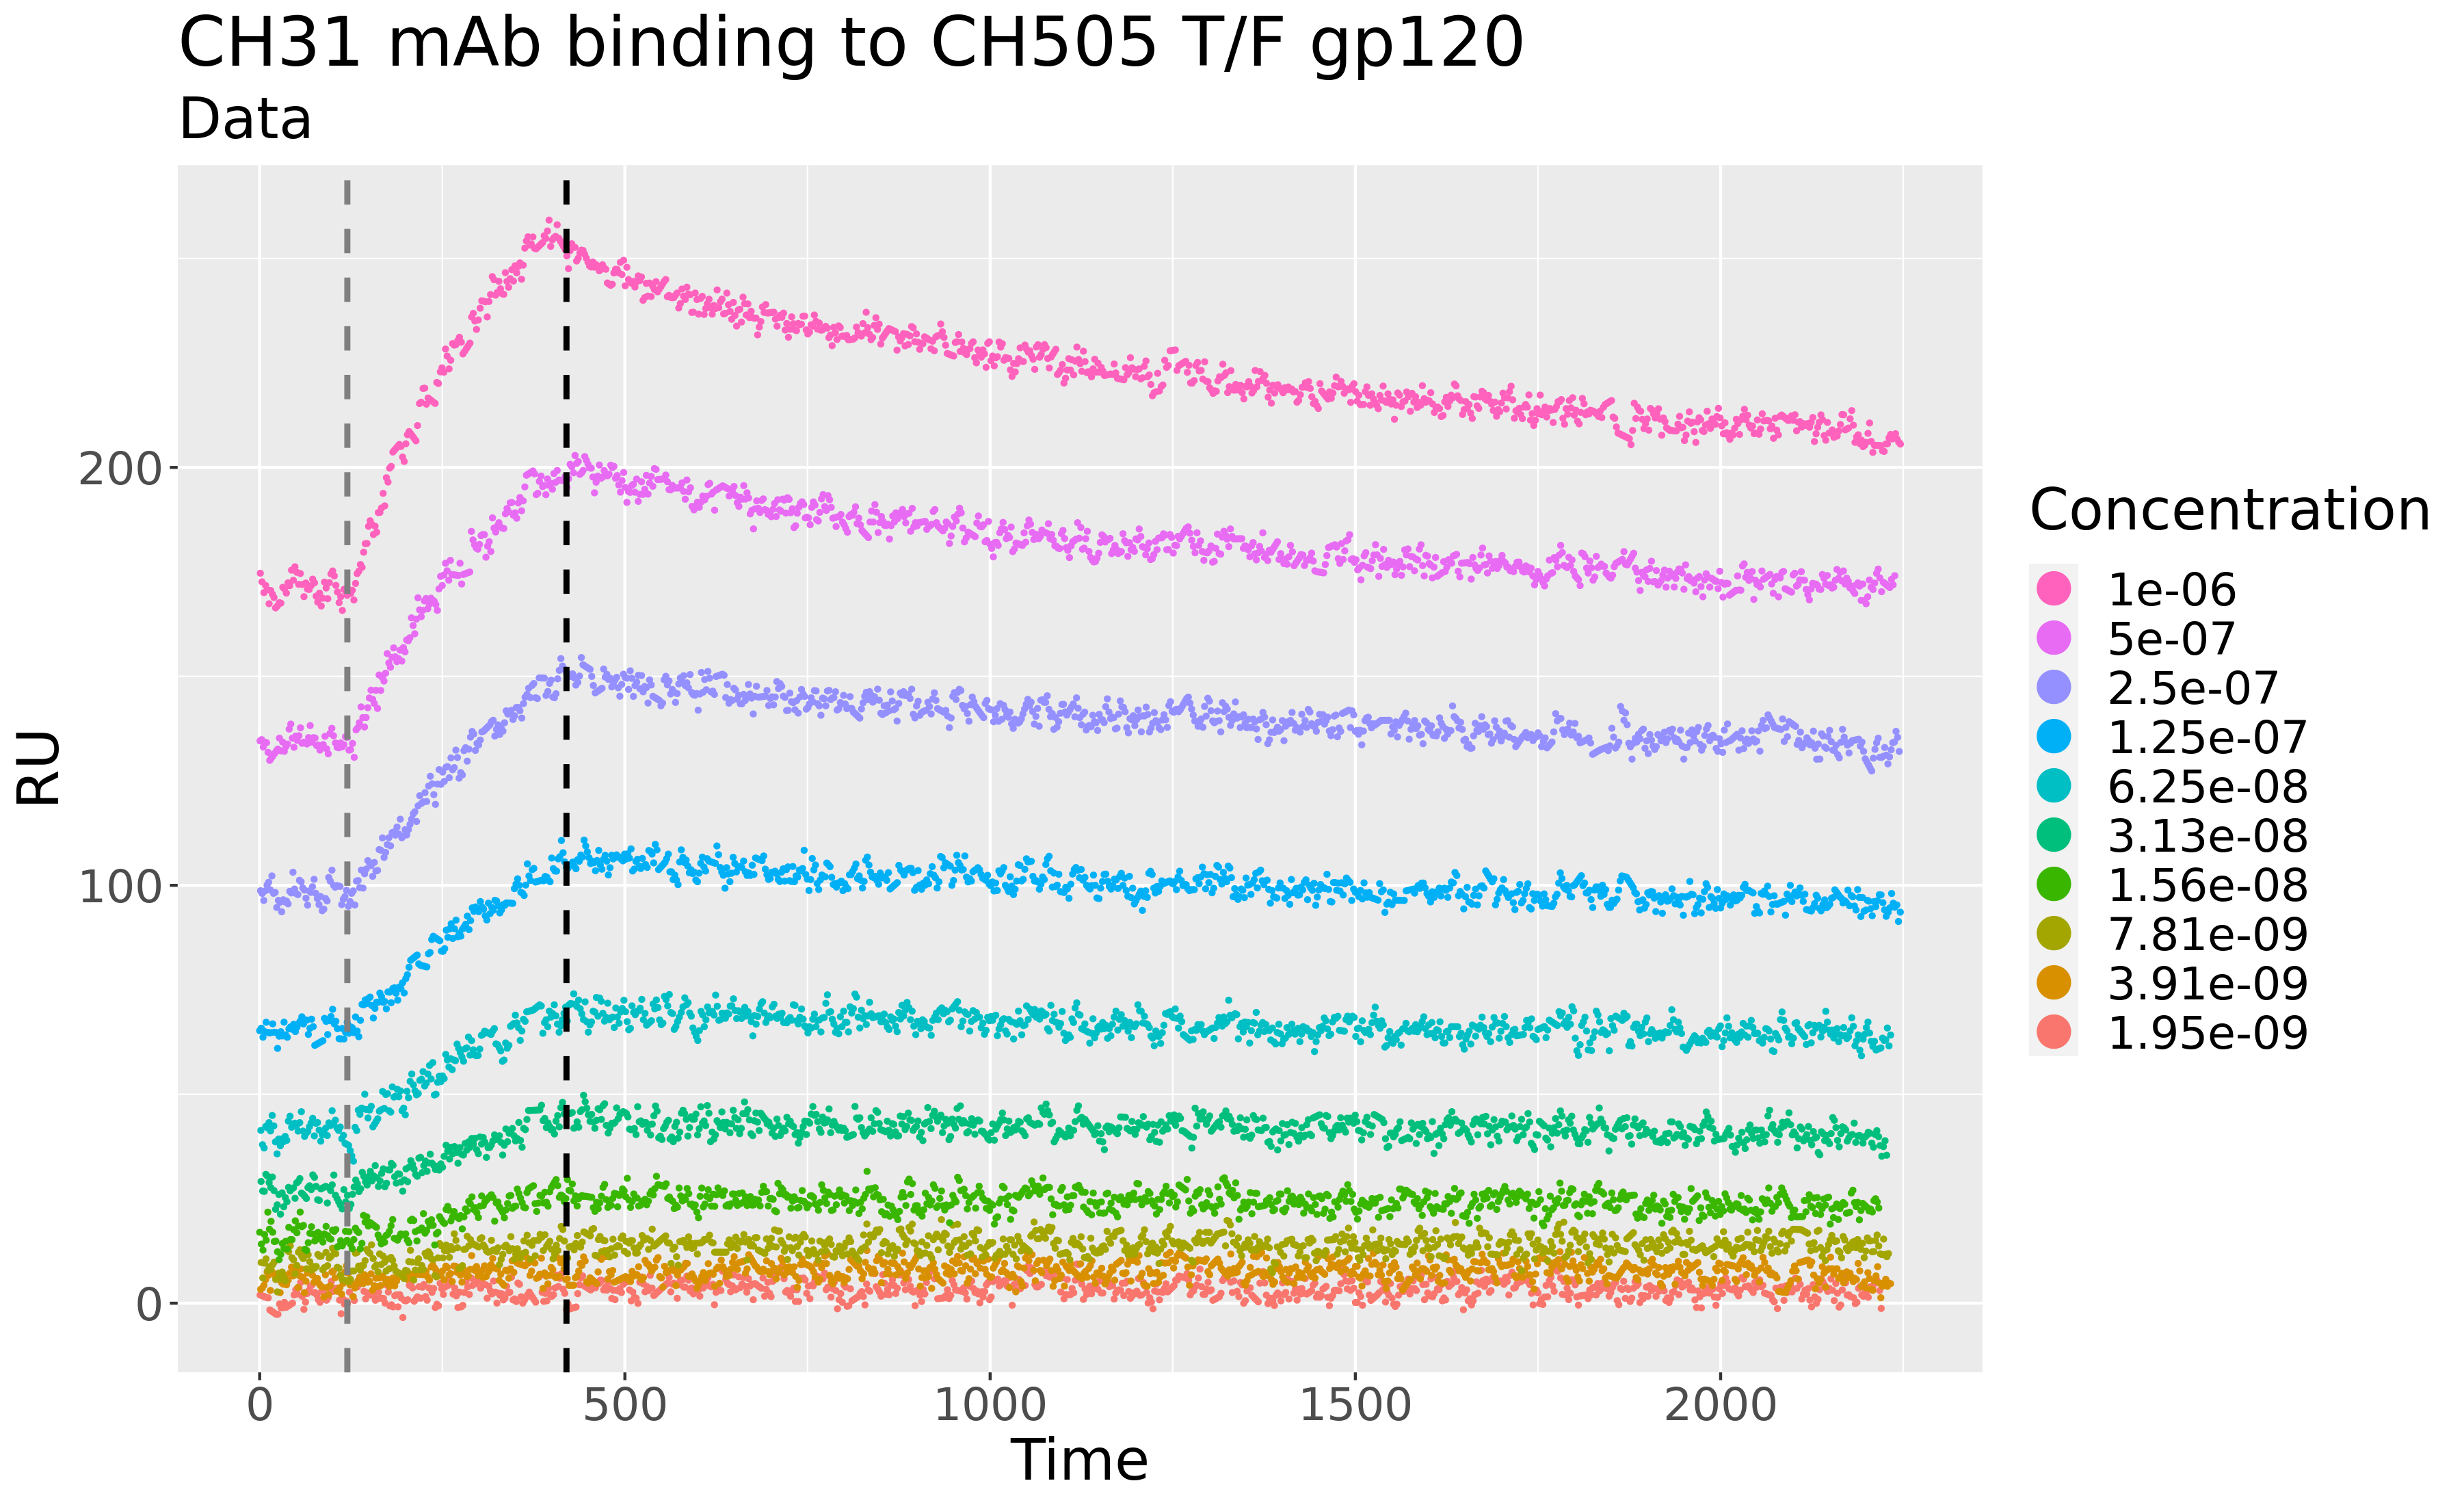 CH31 mAb binding to CH505 T/F gp120
Data
RU
200
100
0
0
500
1000
1500
2000
Time
Concentration
1e-06
5e-07
2.5e-07
1.25e-07
6.25e-08
3.13e-08
1.56e-08
7.81e-09
3.91e-09
1.95e-09